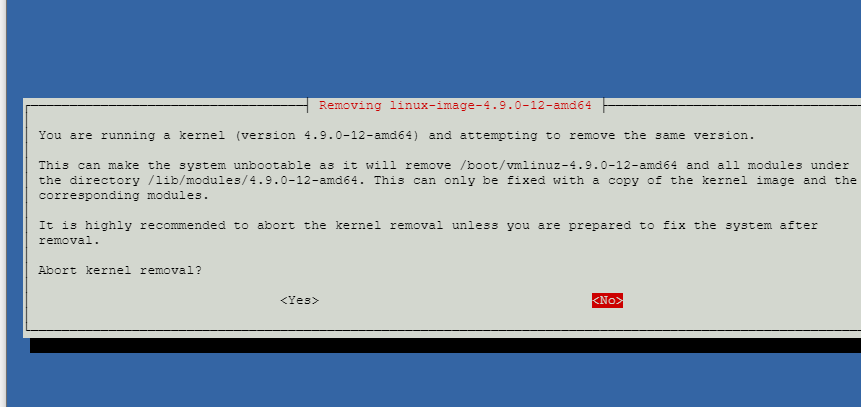 Removing linux-image-4.9.0-12-amd64
You are running a kernel (version 4.9.0-12-amd64) and attempting to remove the same version.
This can make the system unbootable as it will remove /boot/vmlinuz-4.9.0-12-amd64 and all modules under
the directory /lib/modules/4.9.0-12-amd64. This can only be fixed with a copy of the kernel image and the
corresponding modules.
It is highly recommended to abort the kernel removal unless you are prepared to fix the system after
removal.
Abort kernel removal?
<Yes> <No>